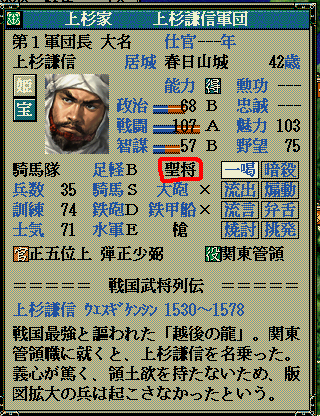 上杉家 上杉謙信軍団
第1軍団長 大名 仕官---年
上杉謙信 居城 春日山城 42歳
姫 能力 得 勲功 ---
宝 政治 68 B 忠誠 ---
戦闘 107 A 魅力 103
智謀 57 B 野望 75
騎馬隊 足軽B 聖将 一喝 暗殺
兵数 35 騎馬S 大砲× 流出 煽動
訓練 74 鉄砲D 鉄甲船× 流言 弁舌
士気 71 水軍E 槍 焼討 挑発
官正五位上 弾正少弼 役関東管領
===== 戦国武将列伝 =====
上杉謙信 ウエスギケンシン 1530〜1578
戦国最強と謳われた「越後の龍」。関東
管領職に就くと、上杉謙信を名乗った。
義心が篤く、領土欲を持たないため、版
図拡大の兵は起こさなかったという。